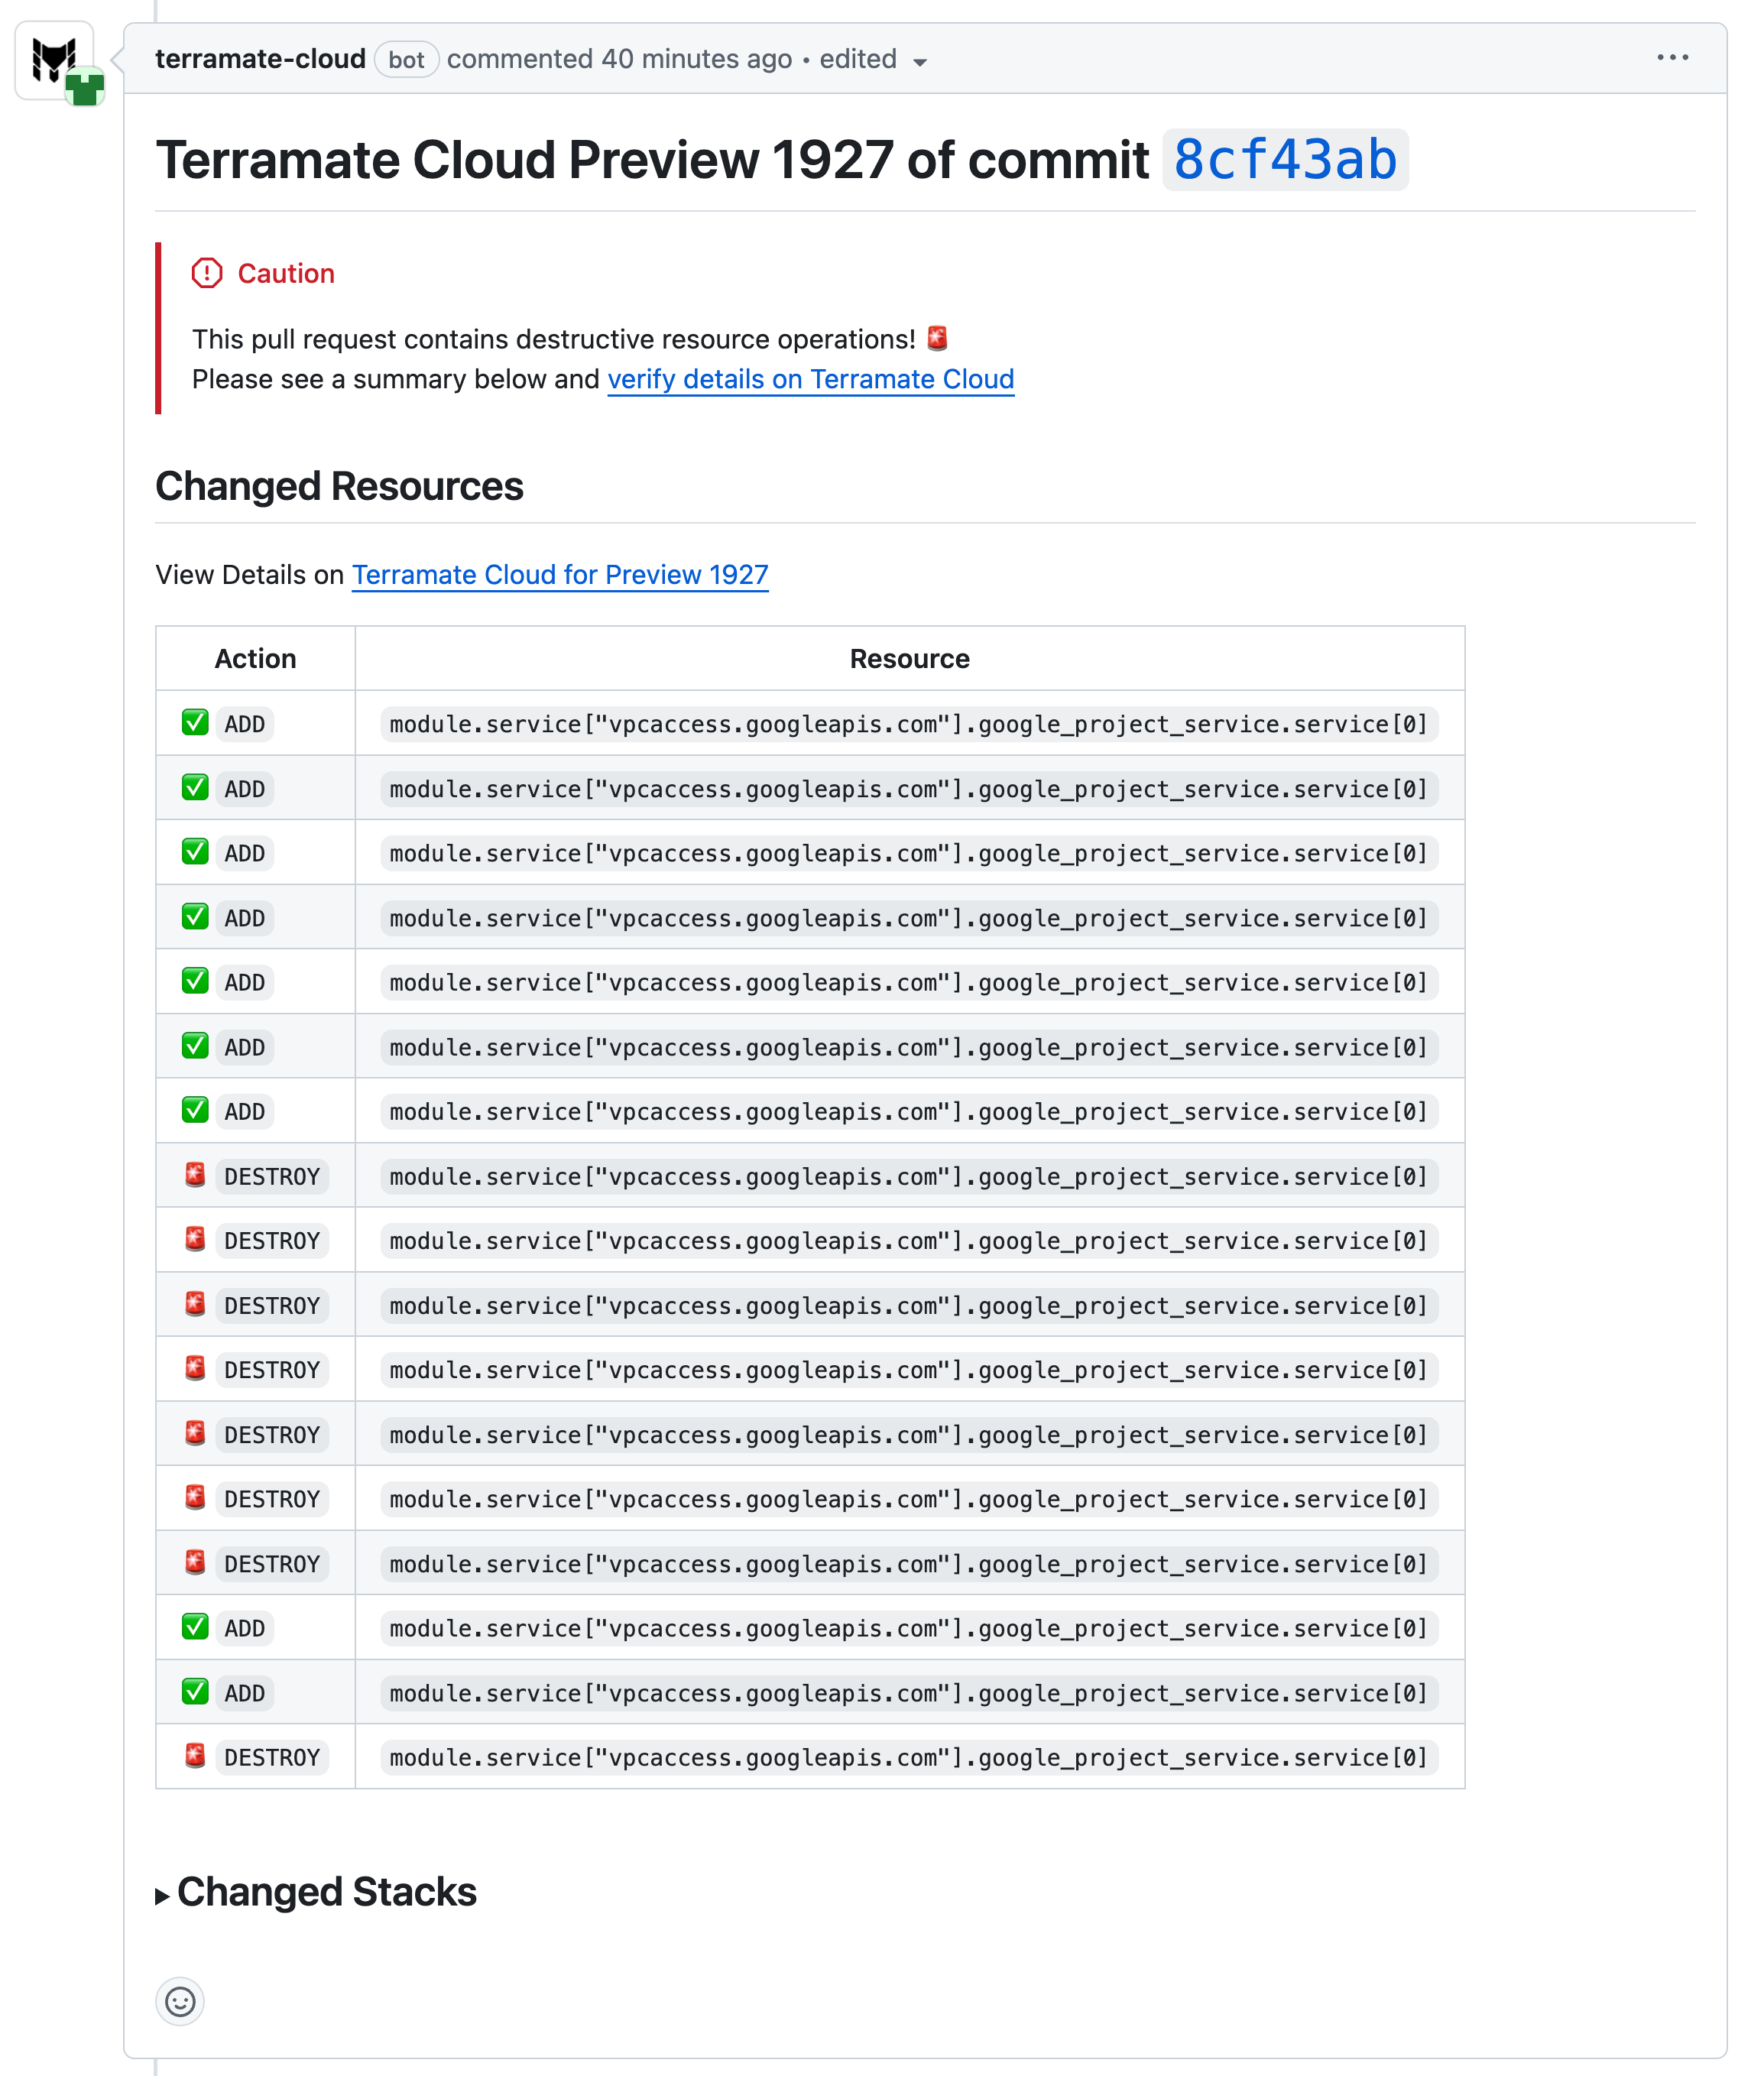 terramate-cloud bot commented 40 minutes ago • edited
Terramate Cloud Preview 1927 of commit 8cf43ab
Caution
This pull request contains destructive resource operations! 🚨
Please see a summary below and verify details on Terramate Cloud
Changed Resources
View Details on Terramate Cloud for Preview 1927
Action Resource
✅ ADD module.service["vpcaccess.googleapis.com"].google_project_service.service[0]
✅ ADD module.service["vpcaccess.googleapis.com"].google_project_service.service[0]
✅ ADD module.service["vpcaccess.googleapis.com"].google_project_service.service[0]
✅ ADD module.service["vpcaccess.googleapis.com"].google_project_service.service[0]
✅ ADD module.service["vpcaccess.googleapis.com"].google_project_service.service[0]
✅ ADD module.service["vpcaccess.googleapis.com"].google_project_service.service[0]
✅ ADD module.service["vpcaccess.googleapis.com"].google_project_service.service[0]
🚨 DESTROY module.service["vpcaccess.googleapis.com"].google_project_service.service[0]
🚨 DESTROY module.service["vpcaccess.googleapis.com"].google_project_service.service[0]
🚨 DESTROY module.service["vpcaccess.googleapis.com"].google_project_service.service[0]
🚨 DESTROY module.service["vpcaccess.googleapis.com"].google_project_service.service[0]
🚨 DESTROY module.service["vpcaccess.googleapis.com"].google_project_service.service[0]
🚨 DESTROY module.service["vpcaccess.googleapis.com"].google_project_service.service[0]
🚨 DESTROY module.service["vpcaccess.googleapis.com"].google_project_service.service[0]
✅ ADD module.service["vpcaccess.googleapis.com"].google_project_service.service[0]
✅ ADD module.service["vpcaccess.googleapis.com"].google_project_service.service[0]
🚨 DESTROY module.service["vpcaccess.googleapis.com"].google_project_service.service[0]
Changed Stacks